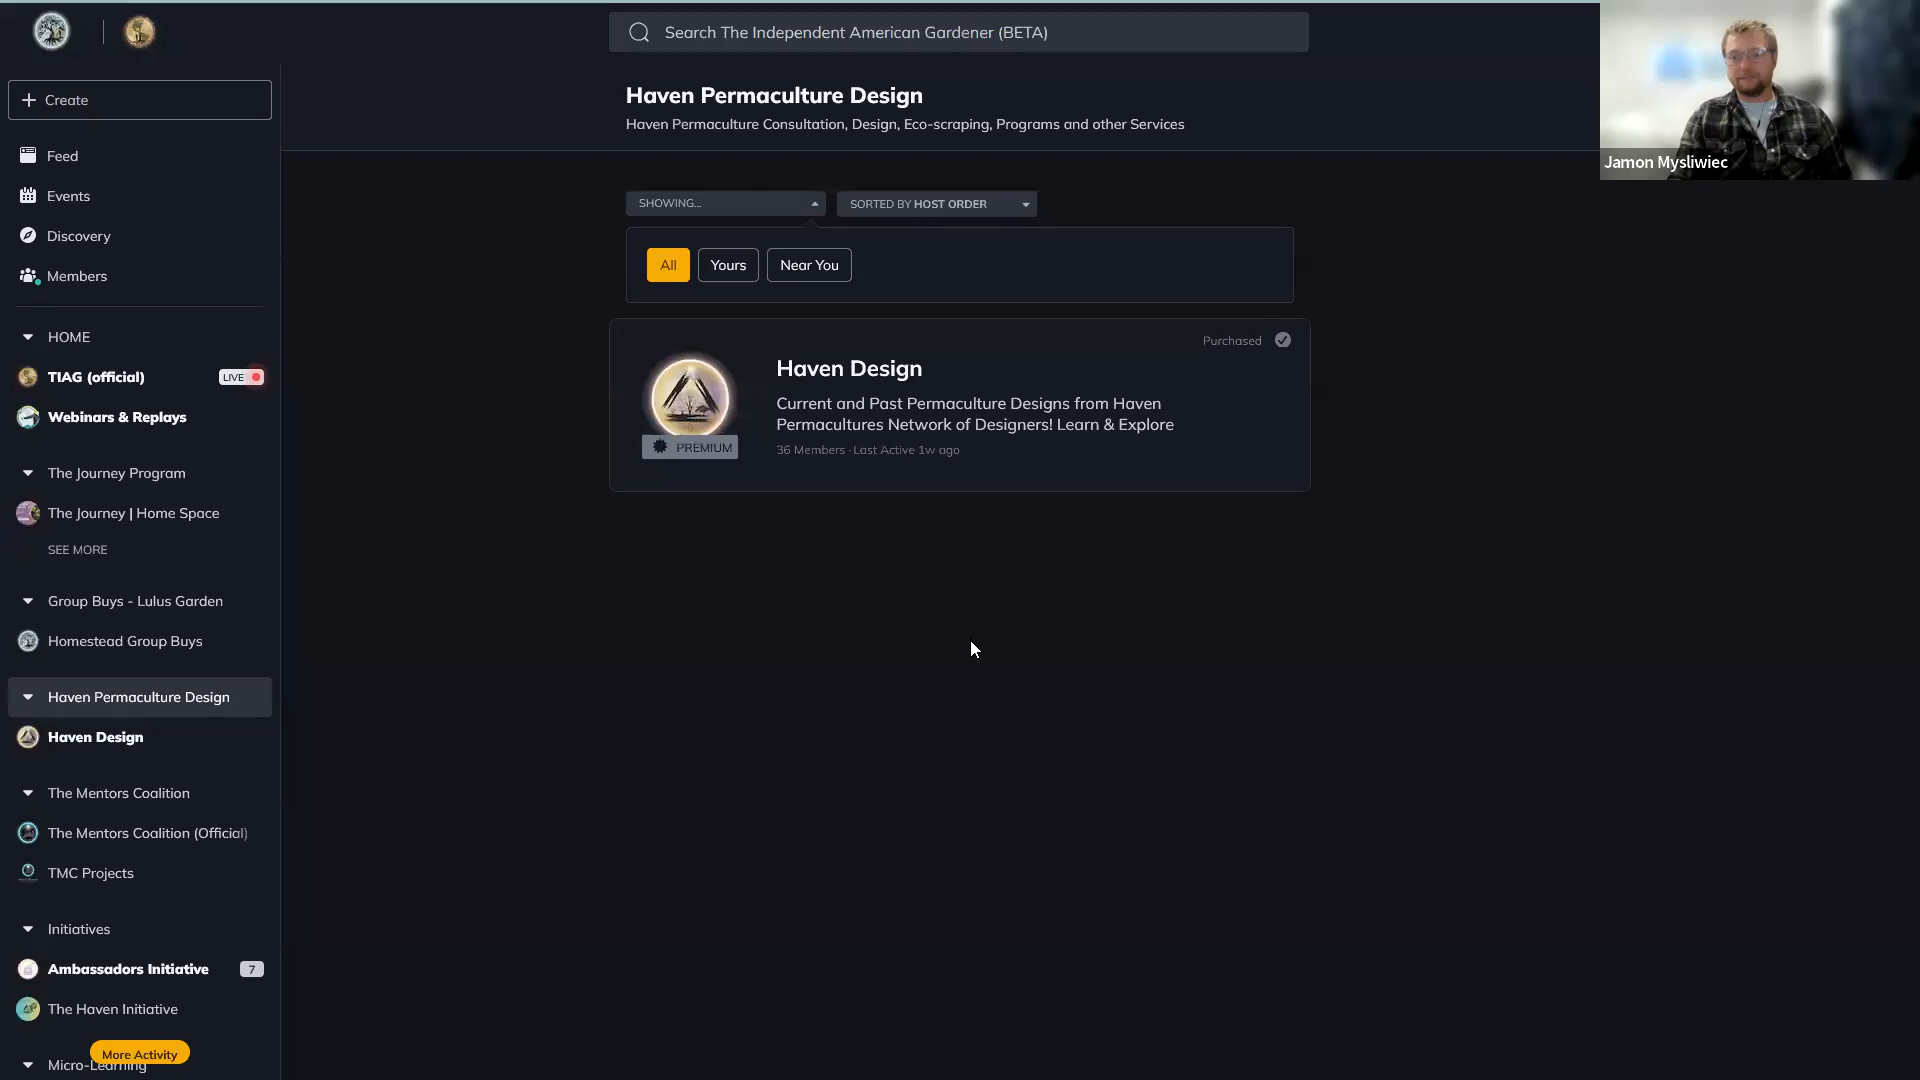 Search The Independent American Gardener (BETA)
Jamon Mysliwiec
Create
Feed
Events
Discovery
Members
HOME
TIAG (official)
LIVE
Webinars & Replays
The Journey Program
The Journey | Home Space
SEE MORE
Group Buys - Lulus Garden
Homestead Group Buys
Haven Permaculture Design
Haven Design
The Mentors Coalition
The Mentors Coalition (Official)
TMC Projects
Initiatives
Ambassadors Initiative
7
The Haven Initiative
More Activity
Micro-Learning
Haven Permaculture Design
Haven Permaculture Consultation, Design, Eco-scraping, Programs and other Services
SHOWING...
SORTED BY HOST ORDER
All
Yours
Near You
Purchased
Haven Design
Current and Past Permaculture Designs from Haven
Permacultures Network of Designers! Learn & Explore
36 Members · Last Active 1w ago
PREMIUM